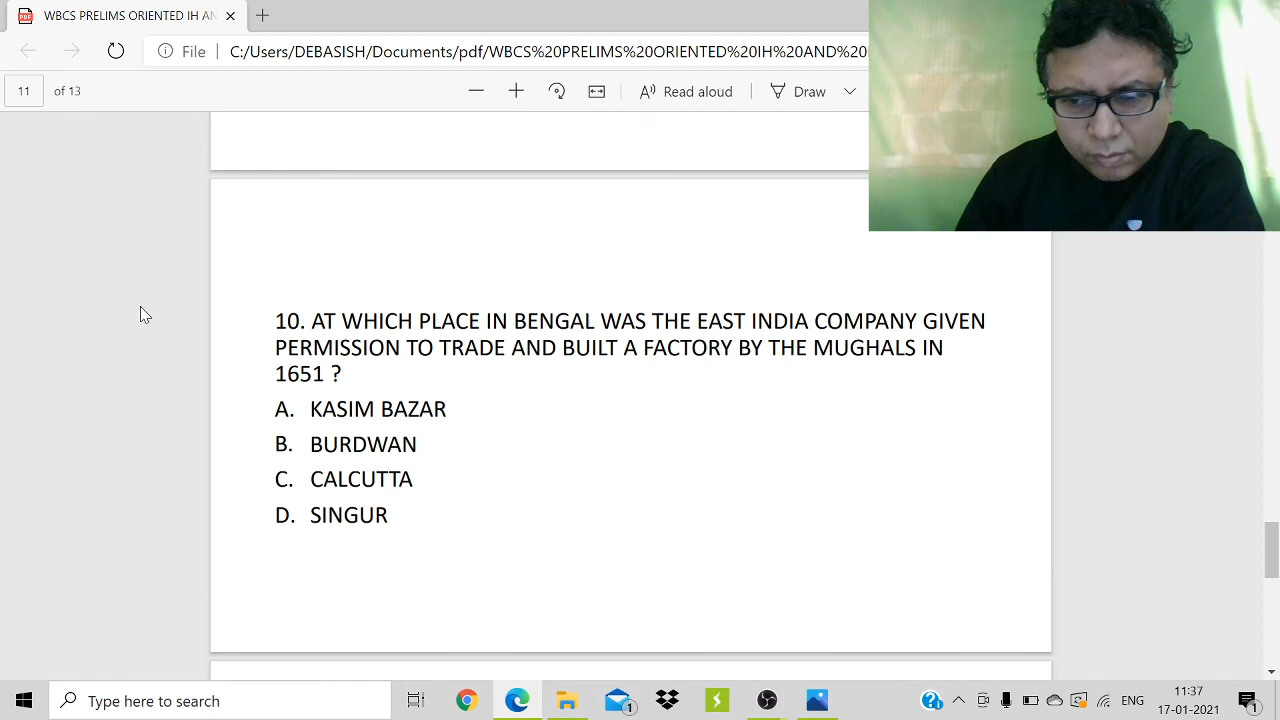 WBCS PRELIMS ORIENTED IH AN
File
C:/Users/DEBASISH/Documents/pdf/WBCS%20PRELIMS%20ORIENTED%20IH%20AND%20
11 of 13
Read aloud
Draw
10. AT WHICH PLACE IN BENGAL WAS THE EAST INDIA COMPANY GIVEN
PERMISSION TO TRADE AND BUILT A FACTORY BY THE MUGHALS IN
1651 ?
A. KASIM BAZAR
B. BURDWAN
C. CALCUTTA
D. SINGUR
Type here to search
1
ENG
11:37
17-01-2021
1